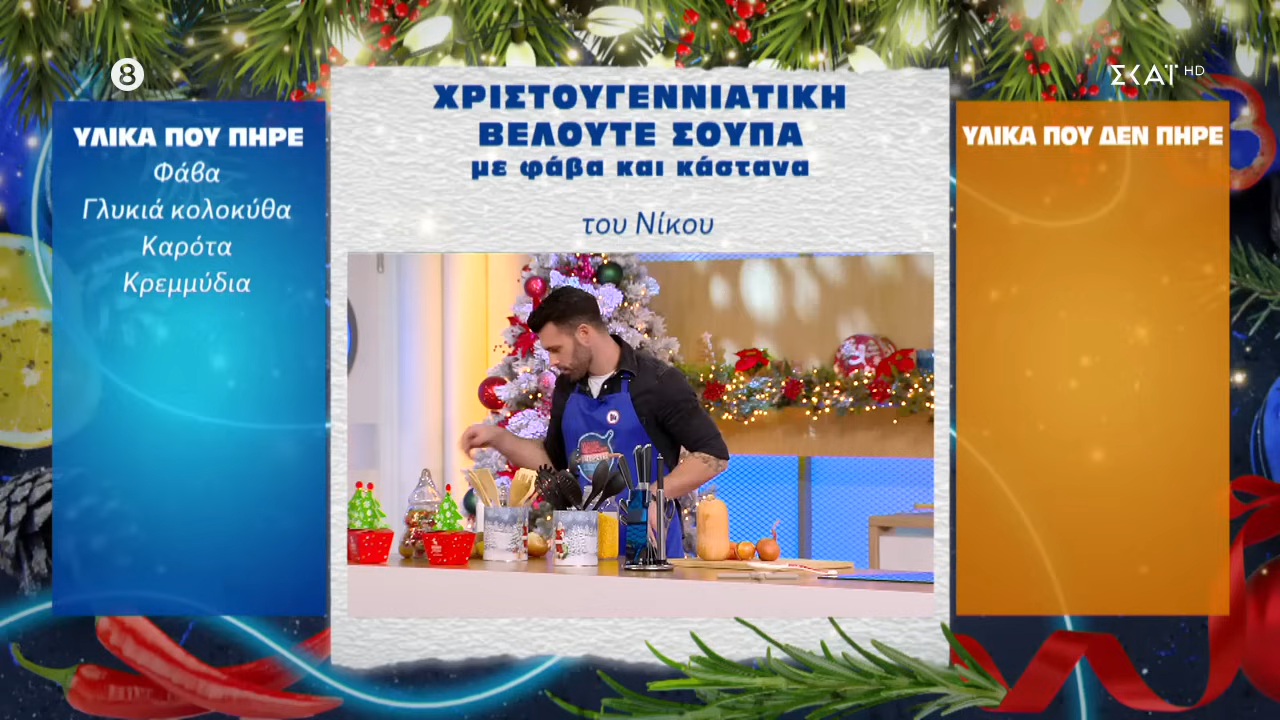 8
ΣΚΑΪ HD
ΥΛΙΚΑ ΠΟΥ ΠΗΡΕ
Φάβα
Γλυκιά κολοκύθα
Καρότα
Κρεμμύδια
ΧΡΙΣΤΟΥΓΕΝΝΙΑΤΙΚΗ
ΒΕΛΟΥΤΕ ΣΟΥΠΑ
με φάβα και κάστανα
του Νίκου
ΥΛΙΚΑ ΠΟΥ ΔΕΝ ΠΗΡΕ